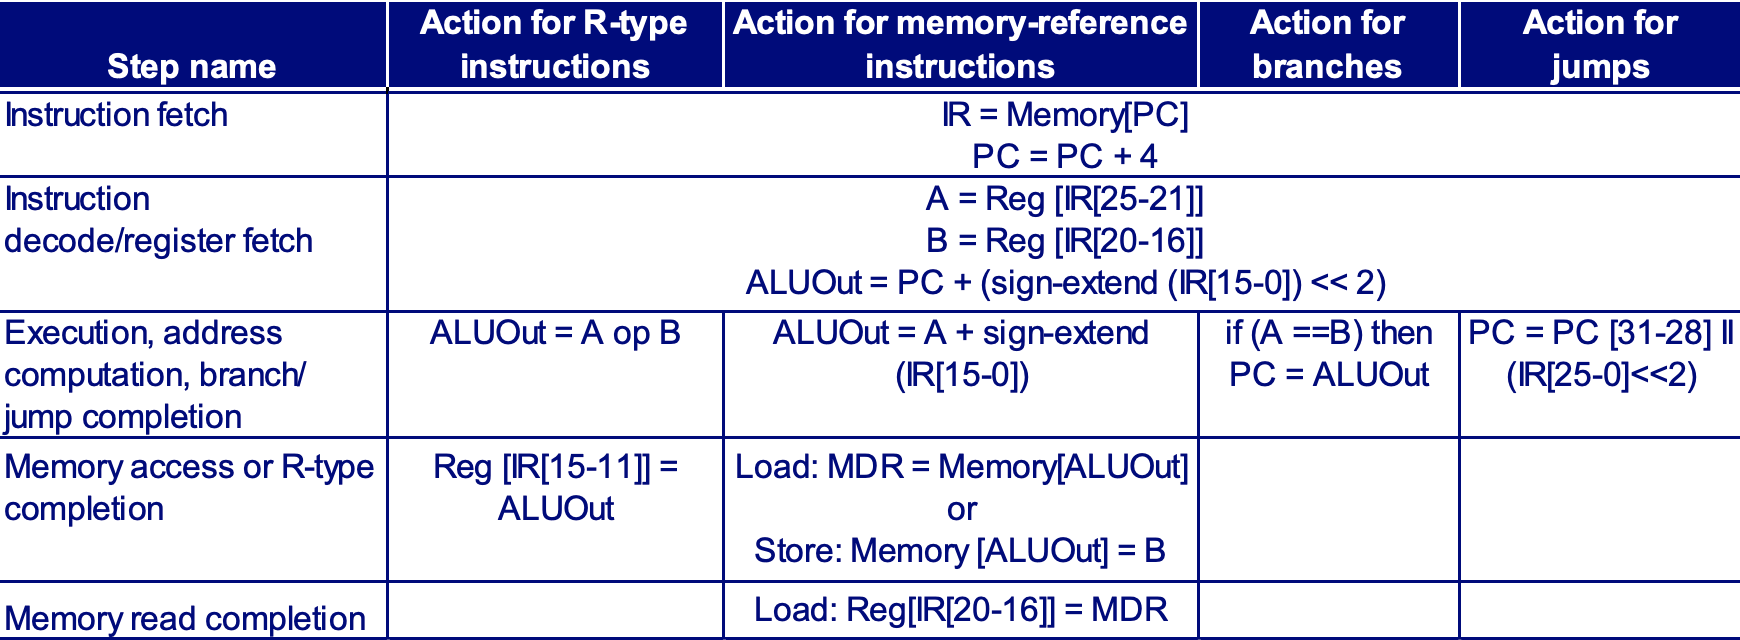 Step name
Action for R-type
instructions
Action for memory-reference
instructions
Action for
branches
Action for
jumps
Instruction fetch
IR = Memory[PC]
PC = PC + 4
Instruction
decode/register fetch
A = Reg [IR[25-21]]
B = Reg [IR[20-16]]
ALUOut = PC + (sign-extend (IR[15-0]) << 2)
Execution, address
computation, branch/
jump completion
ALUOut = A op B
ALUOut = A + sign-extend
(IR[15-0])
if (A ==B) then
PC = ALUOut
PC = PC [31-28] II
(IR[25-0]<<2)
Memory access or R-type
completion
Reg [IR[15-11]] =
ALUOut
Load: MDR = Memory[ALUOut]
or
Store: Memory [ALUOut] = B
Memory read completion
Load: Reg[IR[20-16]] = MDR